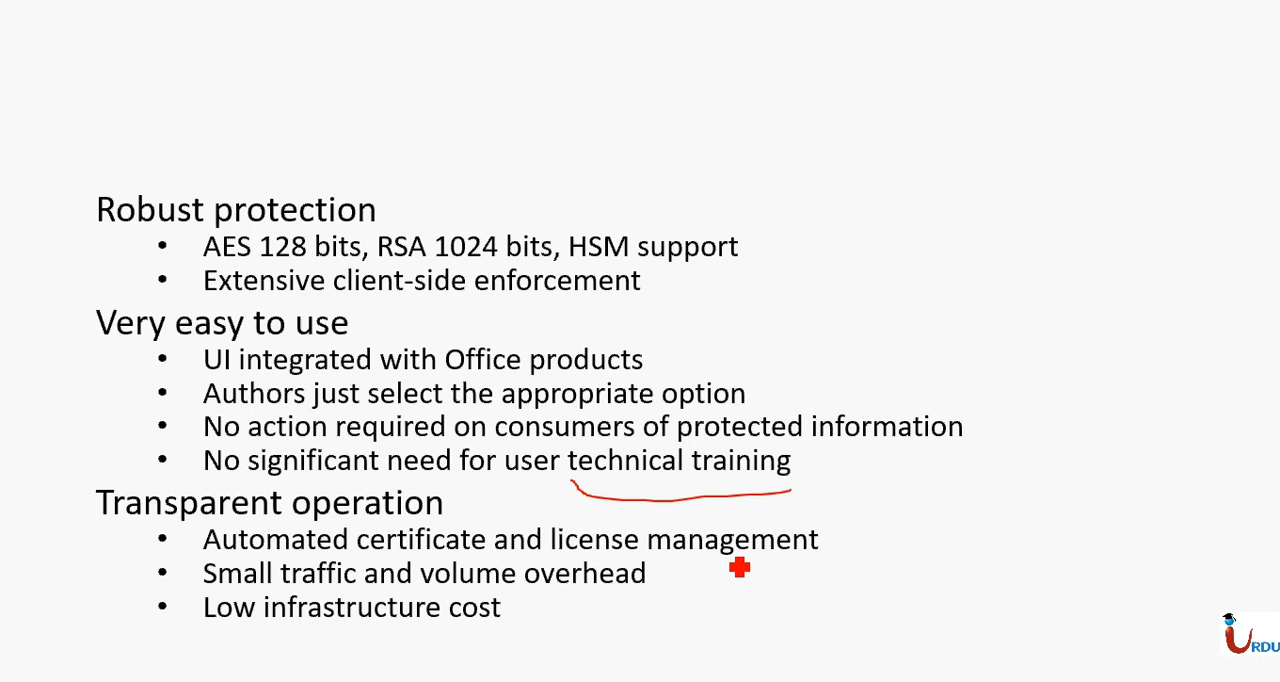 Robust protection
• AES 128 bits, RSA 1024 bits, HSM support
• Extensive client-side enforcement
Very easy to use
• UI integrated with Office products
• Authors just select the appropriate option
• No action required on consumers of protected information
• No significant need for user technical training
Transparent operation
• Automated certificate and license management
• Small traffic and volume overhead
• Low infrastructure cost
iURDU